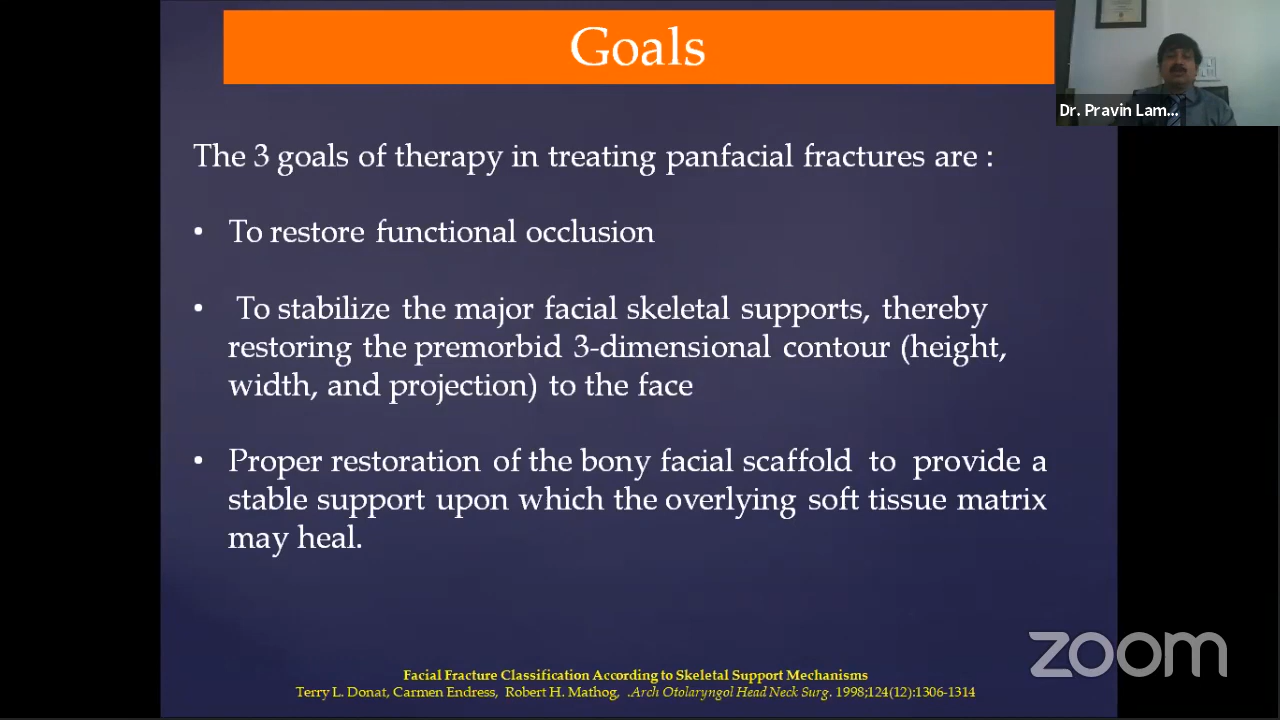 Goals
Dr. Pravin Lam...
The 3 goals of therapy in treating panfacial fractures are :
• To restore functional occlusion
• To stabilize the major facial skeletal supports, thereby
restoring the premorbid 3-dimensional contour (height,
width, and projection) to the face
• Proper restoration of the bony facial scaffold to provide a
stable support upon which the overlying soft tissue matrix
may heal.
zoom
Facial Fracture Classification According to Skeletal Support Mechanisms
Terry L. Donat, Carmen Endress, Robert H. Mathog, .Arch Otolaryngol Head Neck Surg. 1998;124(12):1306-1314